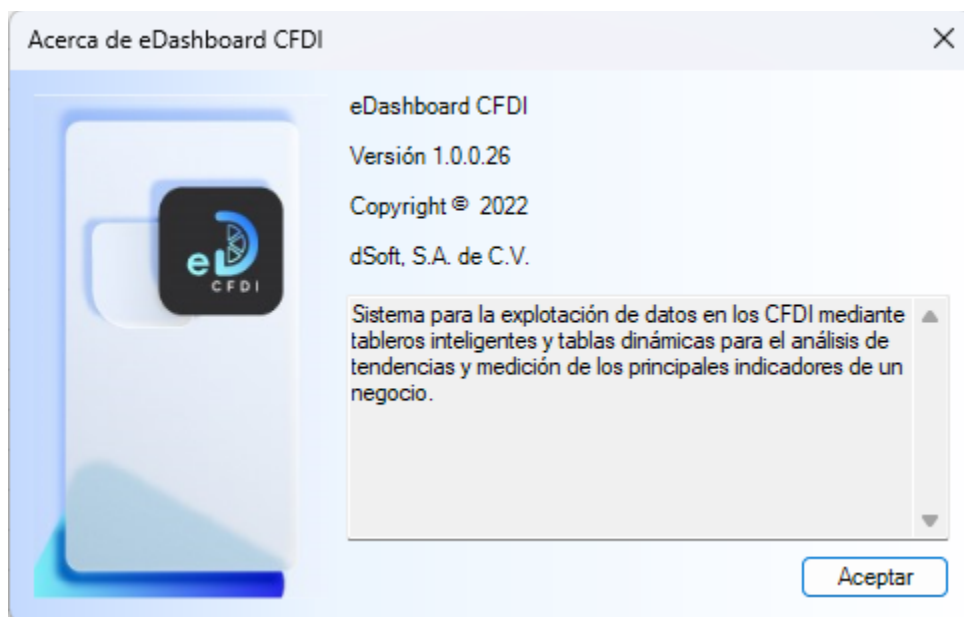 Acerca de eDashboard CFDI
eDashboard CFDI
Versión 1.0.0.26
Copyright © 2022
dSoft, S.A. de C.V.
eD
CFDI
Sistema para la explotación de datos en los CFDI mediante
tableros inteligentes y tablas dinámicas para el análisis de
tendencias y medición de los principales indicadores de un
negocio.
Aceptar